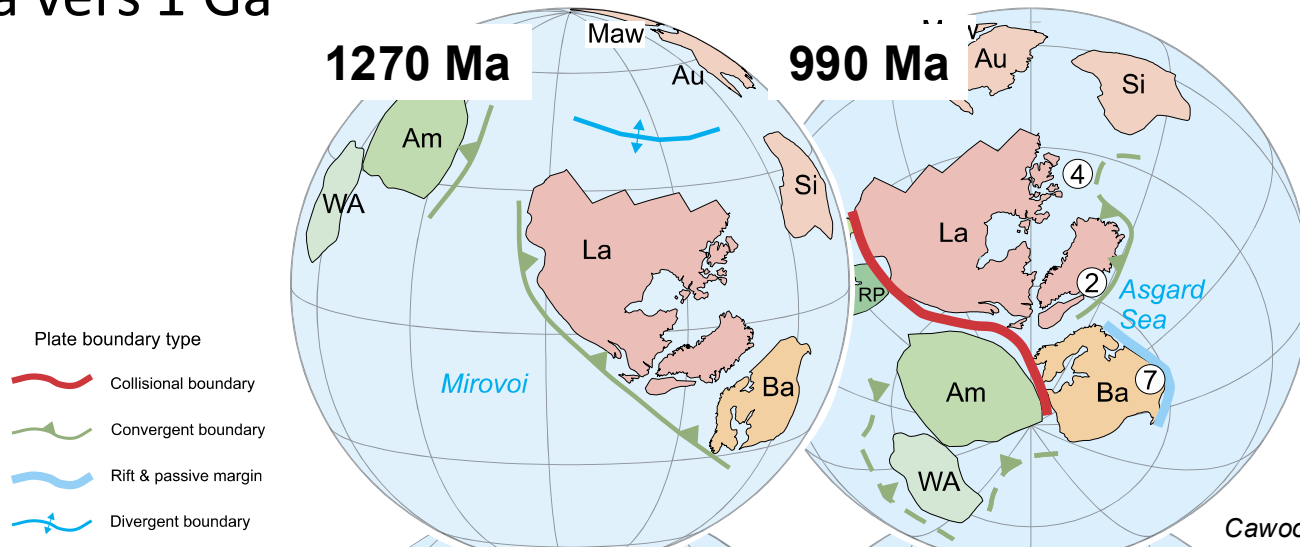 a vers 1 Ga
1270 Ma
Maw
Au
Am
WA
Si
La
Mirovoi
Ba
990 Ma
Au
Si
4
La
2
RP
Asgard
Sea
Am
Ba
7
WA
Plate boundary type
Collisional boundary
Convergent boundary
Rift & passive margin
Divergent boundary